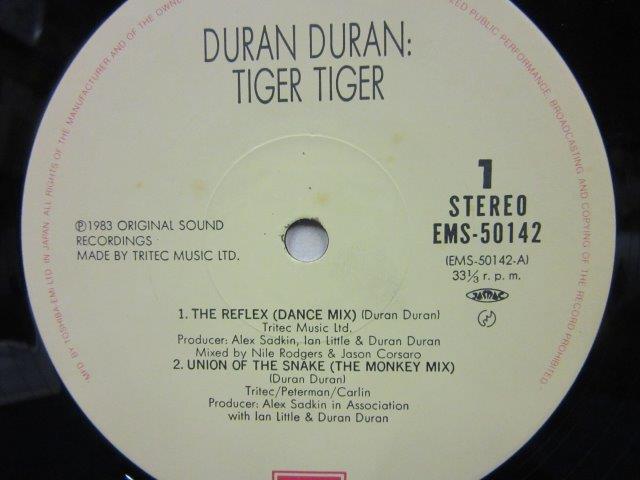 DURAN DURAN:
TIGER TIGER
1
STEREO
EMS-50142
(EMS-50142-A)
33⅓ r. p. m.
Ⓟ1983 ORIGINAL SOUND
RECORDINGS
MADE BY TRITEC MUSIC LTD.
1. THE REFLEX (DANCE MIX) (Duran Duran)
Tritec Music Ltd.
Producer: Alex Sadkin, Ian Little & Duran Duran
Mixed by Nile Rodgers & Jason Corsaro
2. UNION OF THE SNAKE (THE MONKEY MIX)
(Duran Duran)
Tritec/Peterman/Carlin
Producer: Alex Sadkin in Association
with Ian Little & Duran Duran
MFD BY TOSHIBA-EMI LTD. IN JAPAN ALL RIGHTS OF THE MANUFACTURER AND OF THE OWNE
PUBLIC PERFORMANCE, BROADCASTING AND COPYING OF THE RECORD PROHIBITED